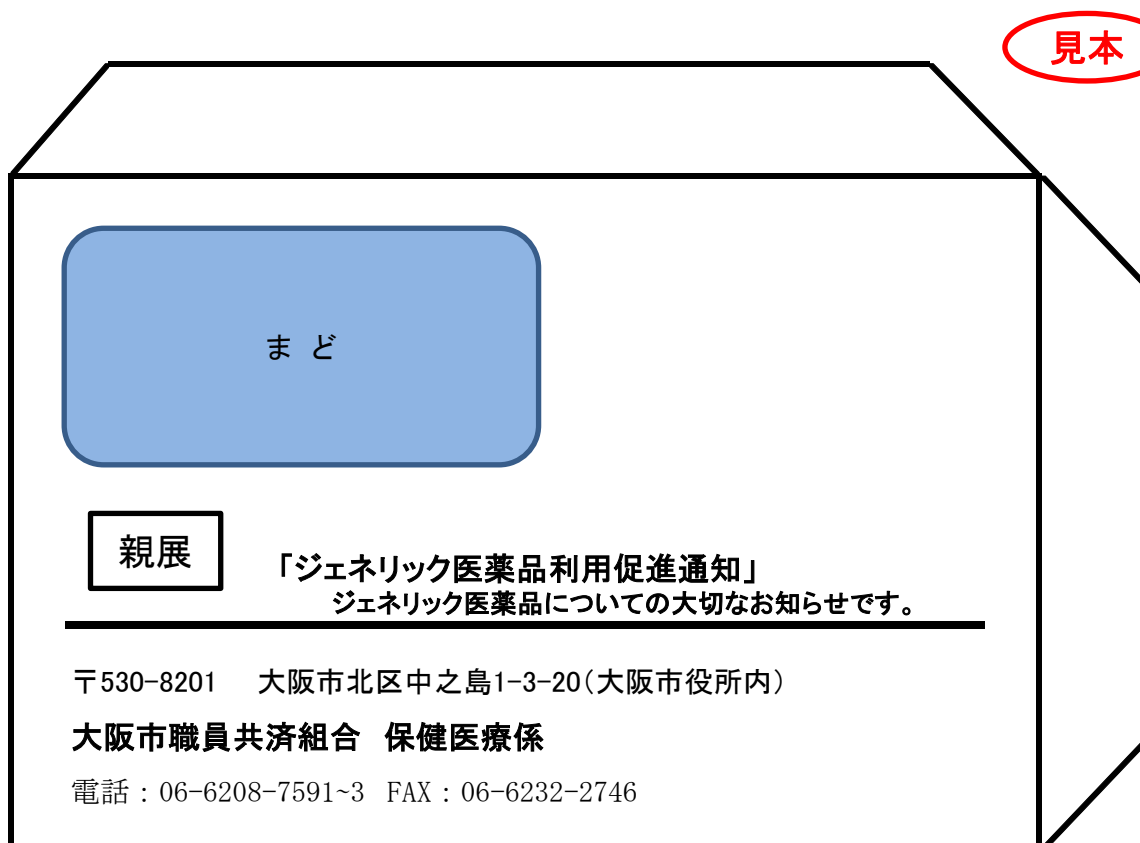 見本
まど
親展
「ジェネリック医薬品利用促進通知」
ジェネリック医薬品についての大切なお知らせです。
〒530-8201　大阪市北区中之島1-3-20(大阪市役所内)
大阪市職員共済組合　保健医療係
電話：06-6208-7591~3　FAX：06-6232-2746